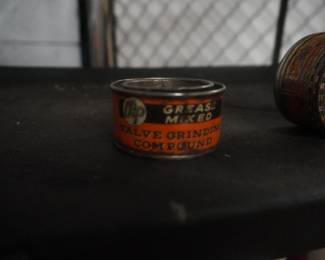 GREASE
MIXED
VALVE GRINDING
COMPOUND